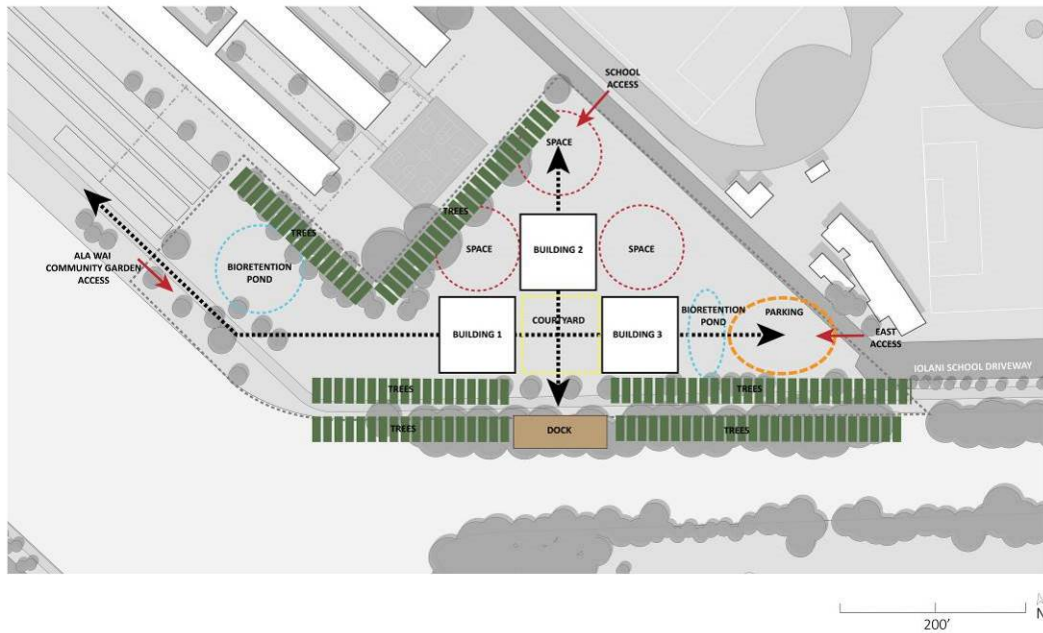 SCHOOL
ACCESS
SPACE
TREES
TREES
ALA WAI
COMMUNITY GARDEN
ACCESS
BIORETENTION
POND
SPACE
BUILDING 2
SPACE
BUILDING 1
COURTYARD
BUILDING 3
BIORETENTION
POND
PARKING
EAST
ACCESS
IOLANI SCHOOL DRIVEWAY
TREES
TREES
TREES
DOCK
TREES
200'
N